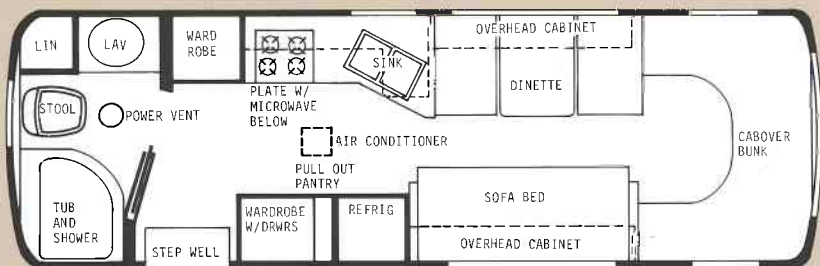 LIN
LAV
WARD
ROBE
OVERHEAD CABINET
SINK
DINETTE
STOOL
POWER VENT
PLATE W/
MICROWAVE
BELOW
AIR CONDITIONER
CABOVER
BUNK
PULL OUT
PANTRY
TUB
AND
SHOWER
WARDROBE
W/DRWRS
REFRIG
SOFA BED
STEP WELL
OVERHEAD CABINET